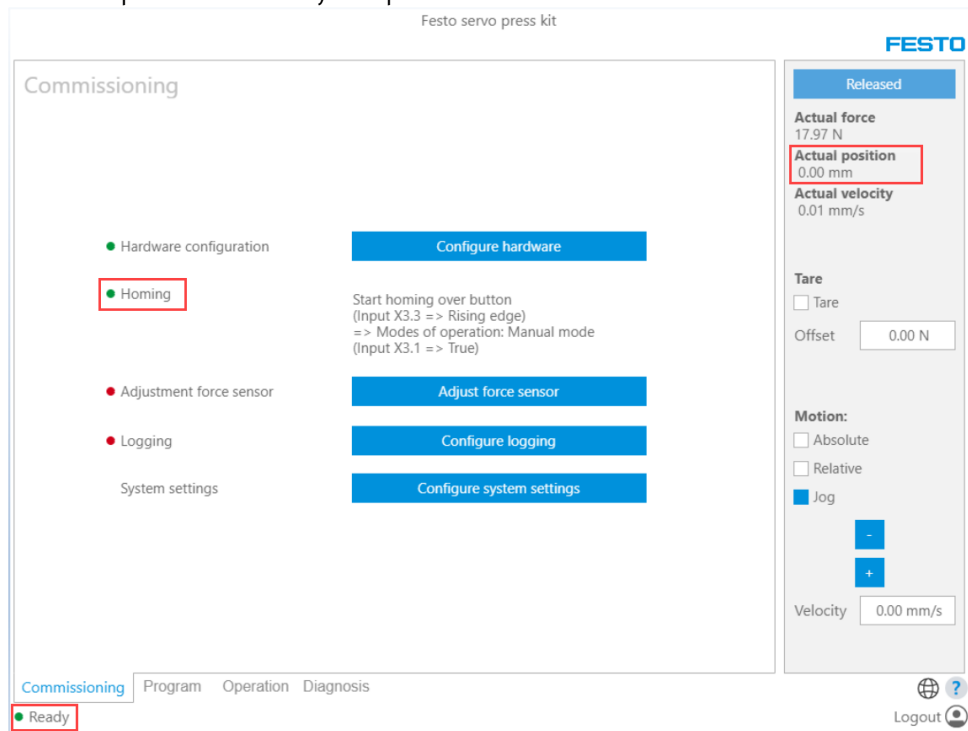 Festo servo press kit
FESTO
Commissioning
Released
Actual force
17.97 N
Actual position
0.00 mm
Actual velocity
0.01 mm/s
Hardware configuration
Configure hardware
Homing
Start homing over button
(Input X3.3 => Rising edge)
=> Modes of operation: Manual mode
(Input X3.1 => True)
Adjustment force sensor
Adjust force sensor
Logging
Configure logging
System settings
Configure system settings
Tare
Tare
Offset 0.00 N
Motion:
Absolute
Relative
Jog
-
+
Velocity 0.00 mm/s
Commissioning Program Operation Diagnosis
?
Ready
Logout